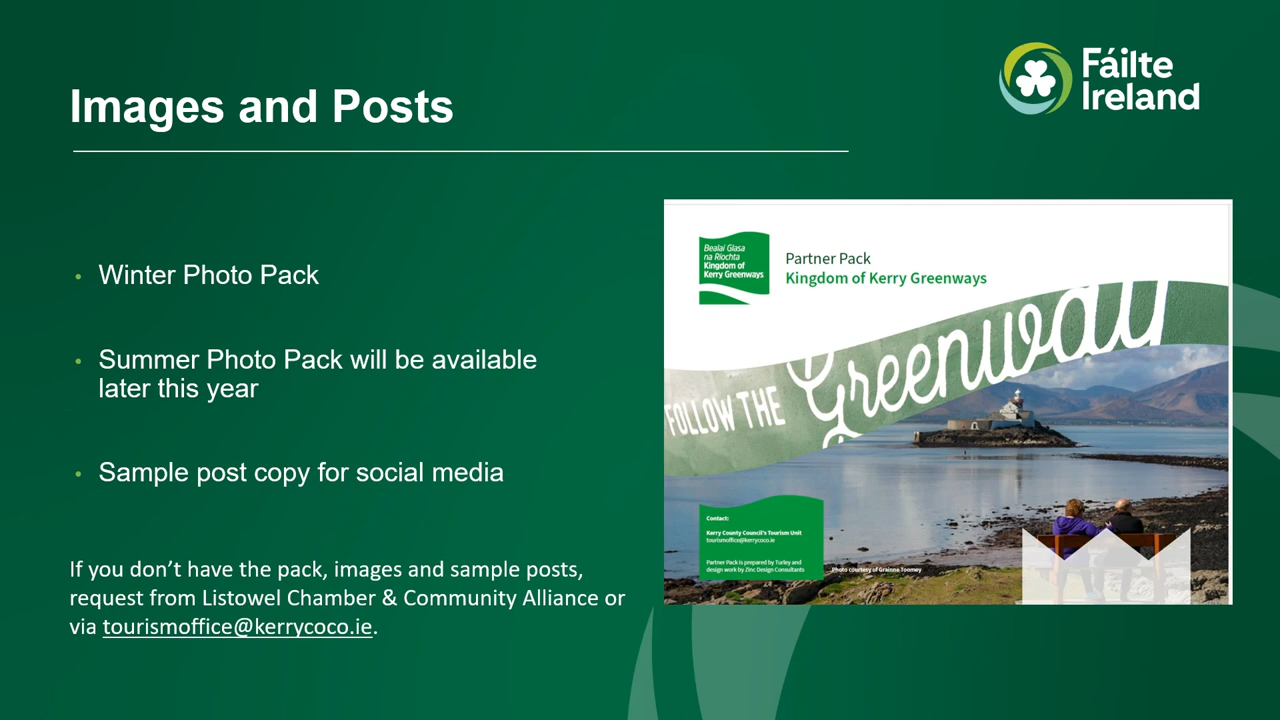 Images and Posts
Fáilte
Ireland
Winter Photo Pack
Summer Photo Pack will be available
later this year
Sample post copy for social media
If you don’t have the pack, images and sample posts,
request from Listowel Chamber & Community Alliance or
via tourismoffice@kerrycoco.ie.
Bealaí Glasa
na Ríochta
Kingdom of
Kerry Greenways
Partner Pack
Kingdom of Kerry Greenways
FOLLOW THE Greenway
Contact:
Kerry County Council's Tourism Unit
tourismoffice@kerrycoco.ie
Partner Pack is prepared by Turley and
design work by Zinc Design Consultants
Photo courtesy of Grainne Toomey